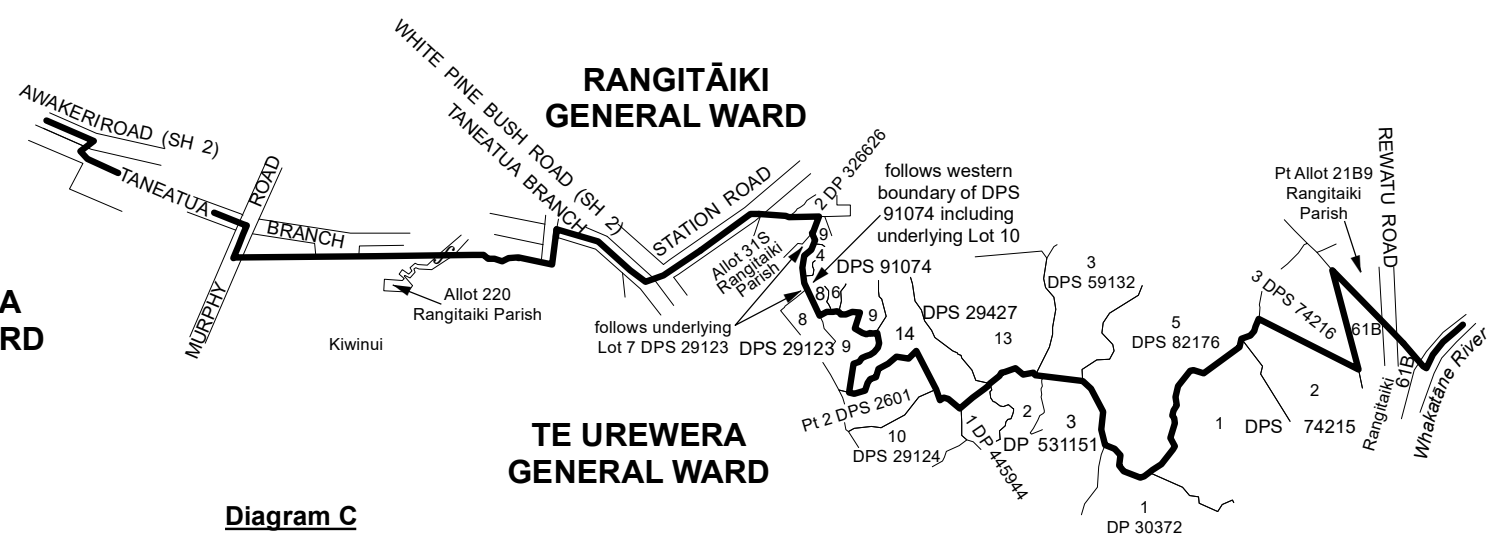 RANGITĀIKI
GENERAL WARD
WHITE PINE BUSH ROAD (SH 2)
TANEATUA BRANCH
AWAKERIROAD (SH 2)
TANEATUA
BRANCH
MURPHY
ROAD
STATION ROAD
2 DP 326626
follows western
boundary of DPS
91074 including
underlying Lot 10
Pt Allot 21B9
Rangitaiki
Parish
REWATU ROAD
Allot 31S
Rangitaiki
Parish
9
4
DPS 91074
8
6
9
8
9
14
DPS 29427
13
3
DPS 59132
5
DPS 82176
3 DPS 74216
61B
61B
Rangitaiki
Whakatāne River
Allot 220
Rangitaiki Parish
Kiwinui
follows underlying
Lot 7 DPS 29123
DPS 29123
Pt 2 DPS 2601
10
DPS 29124
1 DP 445944
2
3
DP 531151
1
DPS
2
74215
1
DP 30372
A
RD
TE UREWERA
GENERAL WARD
Diagram C